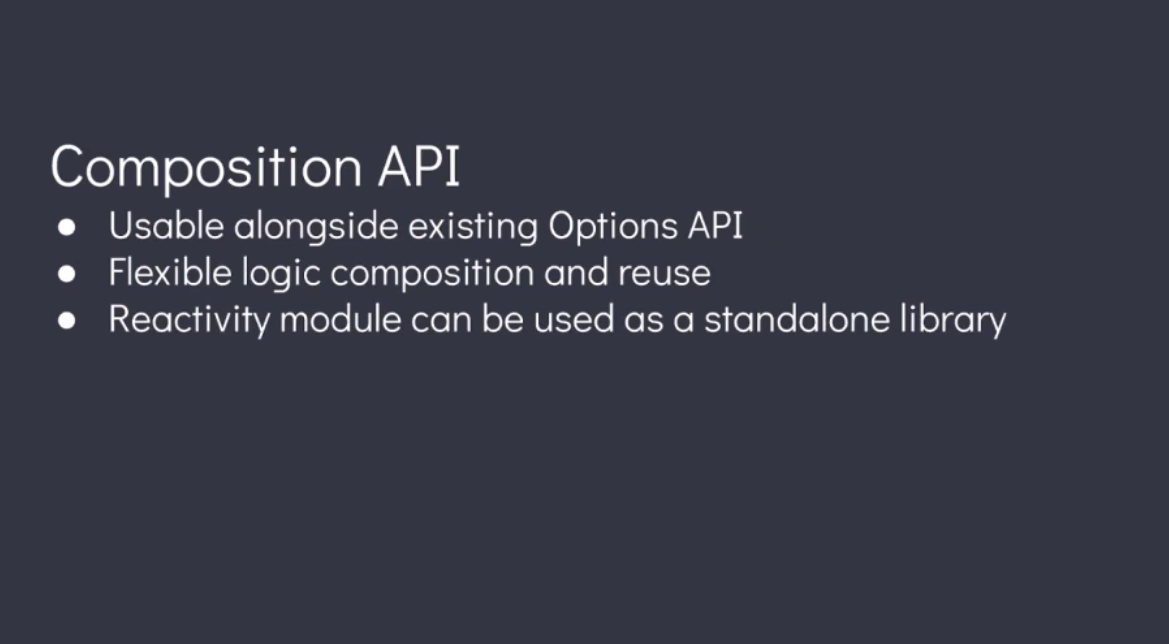 Composition API
● Usable alongside existing Options API
● Flexible logic composition and reuse
● Reactivity module can be used as a standalone library